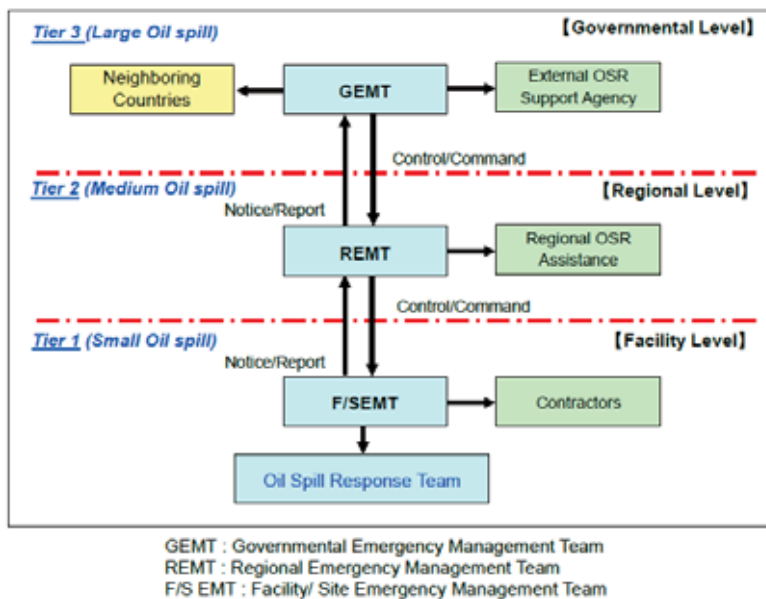 Tier 3 (Large Oil spill)
【Governmental Level】
Neighboring
Countries
GEMT
External OSR
Support Agency
Control/Command
Tier 2 (Medium Oil spill)
【Regional Level】
Notice/Report
REMT
Regional OSR
Assistance
Control/Command
Tier 1 (Small Oil spill)
【Facility Level】
Notice/Report
F/SEMT
Contractors
Oil Spill Response Team
GEMT : Governmental Emergency Management Team
REMT : Regional Emergency Management Team
F/S EMT : Facility/ Site Emergency Management Team